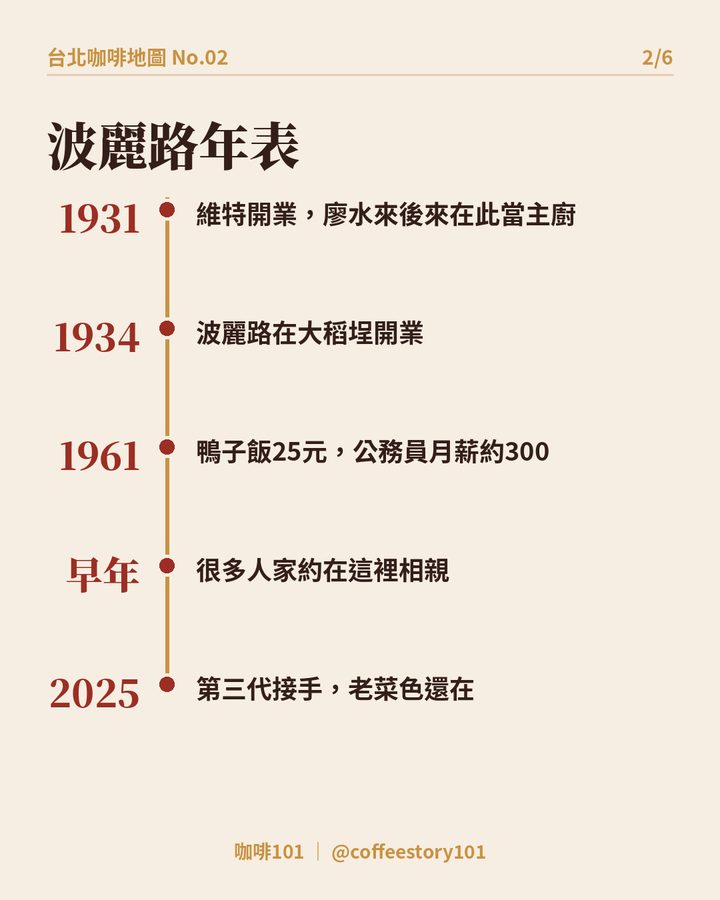 台北咖啡地圖 No.02
2/6
波麗路年表
1931 維特開業，廖水來後來在此當主廚
1934 波麗路在大稻埕開業
1961 鴨子飯25元，公務員月薪約300
早年 很多人家約在這裡相親
2025 第三代接手，老菜色還在
咖啡101｜@coffeestory101